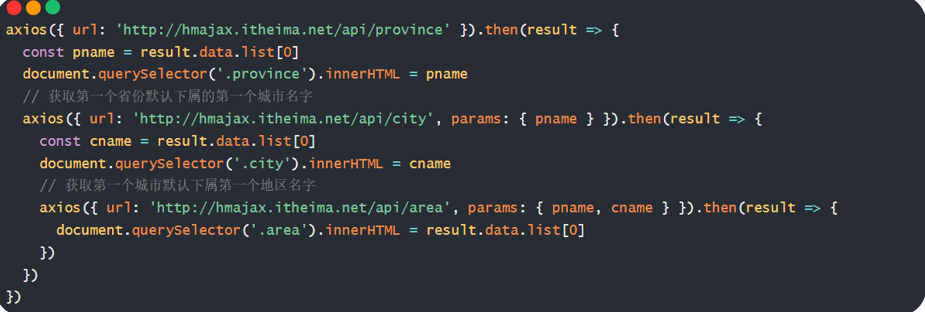 axios({ url: 'http://hmajax.itheima.net/api/province' }).then(result => {
  const pname = result.data.list[0]
  document.querySelector('.province').innerHTML = pname
  // 获取第一个省份默认下属的第一个城市名字
  axios({ url: 'http://hmajax.itheima.net/api/city', params: { pname } }).then(result => {
    const cname = result.data.list[0]
    document.querySelector('.city').innerHTML = cname
    // 获取第一个城市默认下属第一个地区名字
    axios({ url: 'http://hmajax.itheima.net/api/area', params: { pname, cname } }).then(result => {
      document.querySelector('.area').innerHTML = result.data.list[0]
    })
  })
})